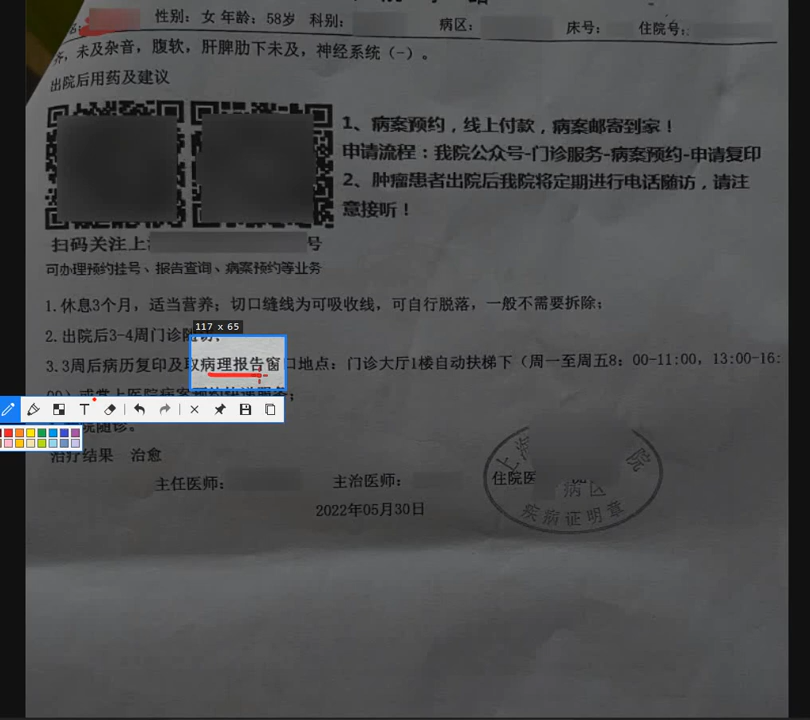 性别：女 年龄：58岁 科别： 病区： 床号： 住院号：
齐，未及杂音，腹软，肝脾肋下未及，神经系统（-）。
出院后用药及建议
1、病案预约，线上付款，病案邮寄到家！
申请流程：我院公众号-门诊服务-病案预约-申请复印
2、肿瘤患者出院后我院将定期进行电话随访，请注
意接听！
扫码关注上 号
可办理预约挂号、报告查询、病案预约等业务
1.休息3个月，适当营养；切口缝线为可吸收线，可自行脱落，一般不需要拆除；
117 x 65
2.出院后3-4周门诊随访；
3.3周后病历复印及取病理报告窗口地点：门诊大厅1楼自动扶梯下（周一至周五8：00-11:00，13:00-16:
T
院随诊。
治疗结果 治愈
主任医师： 主治医师： 住院医
2022年05月30日
上 院
病区
疾病证明章